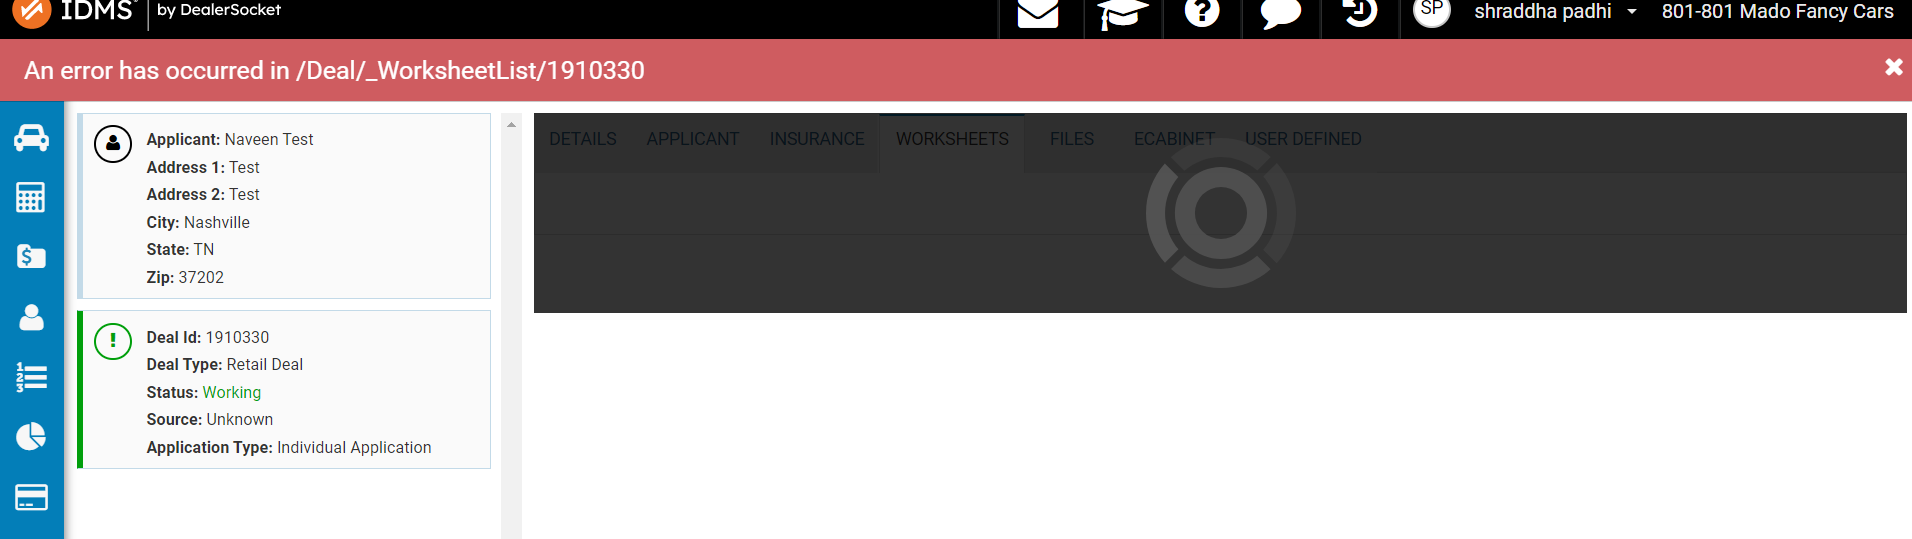 IDMS by DealerSocket
SP shraddha padhi 801-801 Mado Fancy Cars
An error has occurred in /Deal/_WorksheetList/1910330
Applicant: Naveen Test
Address 1: Test
Address 2: Test
City: Nashville
State: TN
Zip: 37202
Deal Id: 1910330
Deal Type: Retail Deal
Status: Working
Source: Unknown
Application Type: Individual Application
DETAILS APPLICANT INSURANCE WORKSHEETS FILES ECABINET USER DEFINED